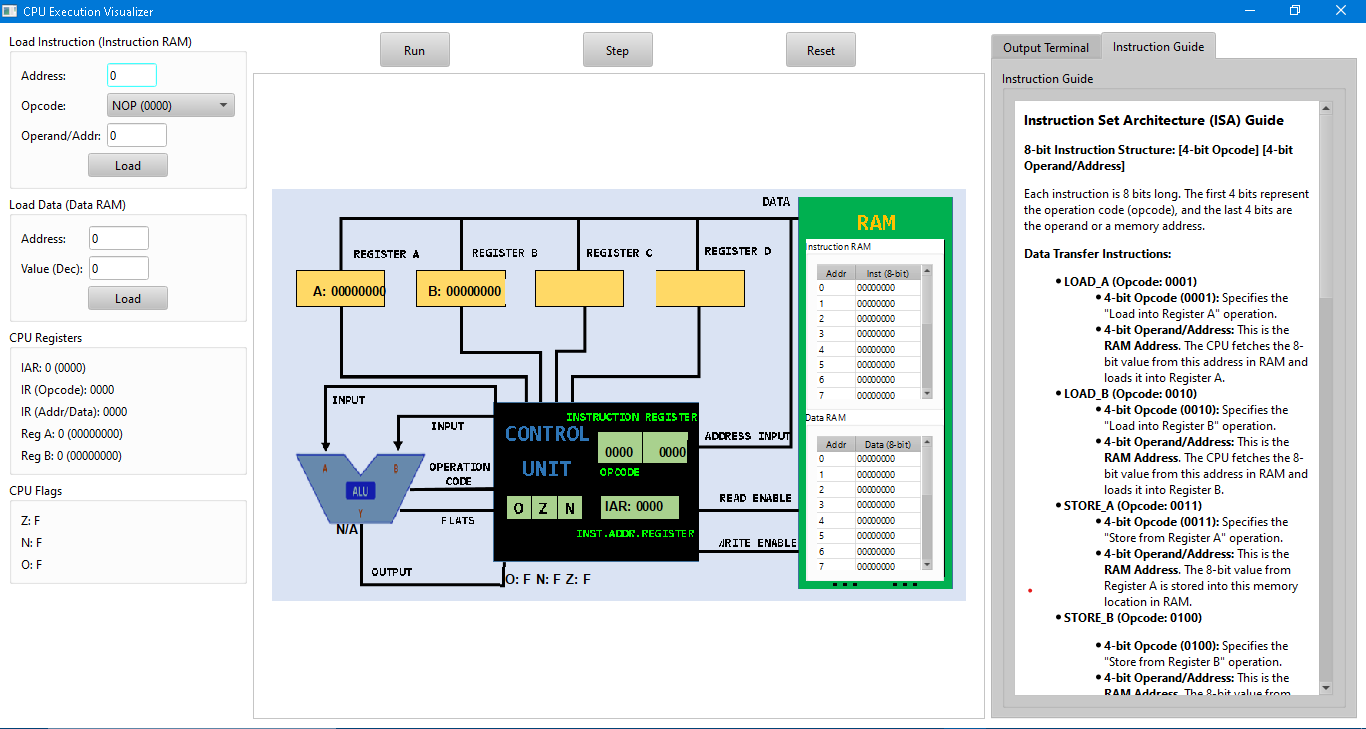 CPU Execution Visualizer
Load Instruction (Instruction RAM)
Address: 0
Opcode: NOP (0000)
Operand/Addr: 0
Load
Load Data (Data RAM)
Address: 0
Value (Dec): 0
Load
CPU Registers
IAR: 0 (0000)
IR (Opcode): 0000
IR (Addr/Data): 0000
Reg A: 0 (00000000)
Reg B: 0 (00000000)
CPU Flags
Z: F
N: F
O: F
Run
Step
Reset
DATA
REGISTER A
REGISTER B
REGISTER C
REGISTER D
A: 00000000
B: 00000000
INPUT
INPUT
OPERATION
CODE
FLATS
OUTPUT
A
B
ALU
Y
N/A
INSTRUCTION REGISTER
CONTROL
UNIT
0000 0000
OPCODE
O Z N
IAR: 0000
INST.ADDR.REGISTER
O: F N: F Z: F
ADDRESS INPUT
READ ENABLE
WRITE ENABLE
RAM
Instruction RAM
Addr Inst (8-bit)
0 00000000
1 00000000
2 00000000
3 00000000
4 00000000
5 00000000
6 00000000
7 00000000
Data RAM
Addr Data (8-bit)
0 00000000
1 00000000
2 00000000
3 00000000
4 00000000
5 00000000
6 00000000
7 00000000
Output Terminal
Instruction Guide
Instruction Guide
Instruction Set Architecture (ISA) Guide
8-bit Instruction Structure: [4-bit Opcode] [4-bit
Operand/Address]
Each instruction is 8 bits long. The first 4 bits represent
the operation code (opcode), and the last 4 bits are
the operand or a memory address.
Data Transfer Instructions:
• LOAD_A (Opcode: 0001)
• 4-bit Opcode (0001): Specifies the
"Load into Register A" operation.
• 4-bit Operand/Address: This is the
RAM Address. The CPU fetches the 8-
bit value from this address in RAM and
loads it into Register A.
• LOAD_B (Opcode: 0010)
• 4-bit Opcode (0010): Specifies the
"Load into Register B" operation.
• 4-bit Operand/Address: This is the
RAM Address. The CPU fetches the 8-
bit value from this address in RAM and
loads it into Register B.
• STORE_A (Opcode: 0011)
• 4-bit Opcode (0011): Specifies the
"Store from Register A" operation.
• 4-bit Operand/Address: This is the
RAM Address. The 8-bit value from
Register A is stored into this memory
location in RAM.
• STORE_B (Opcode: 0100)
• 4-bit Opcode (0100): Specifies the
"Store from Register B" operation.
• 4-bit Operand/Address: This is the
RAM Address. The 8-bit value from